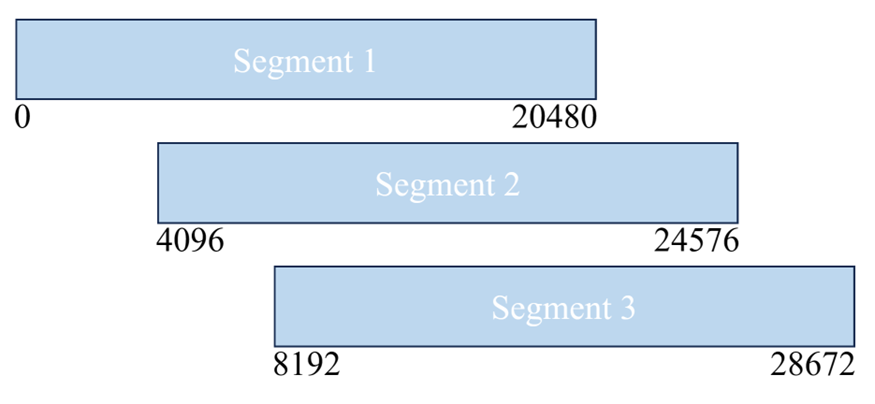 Segment 1
0 20480
Segment 2
4096 24576
Segment 3
8192 28672